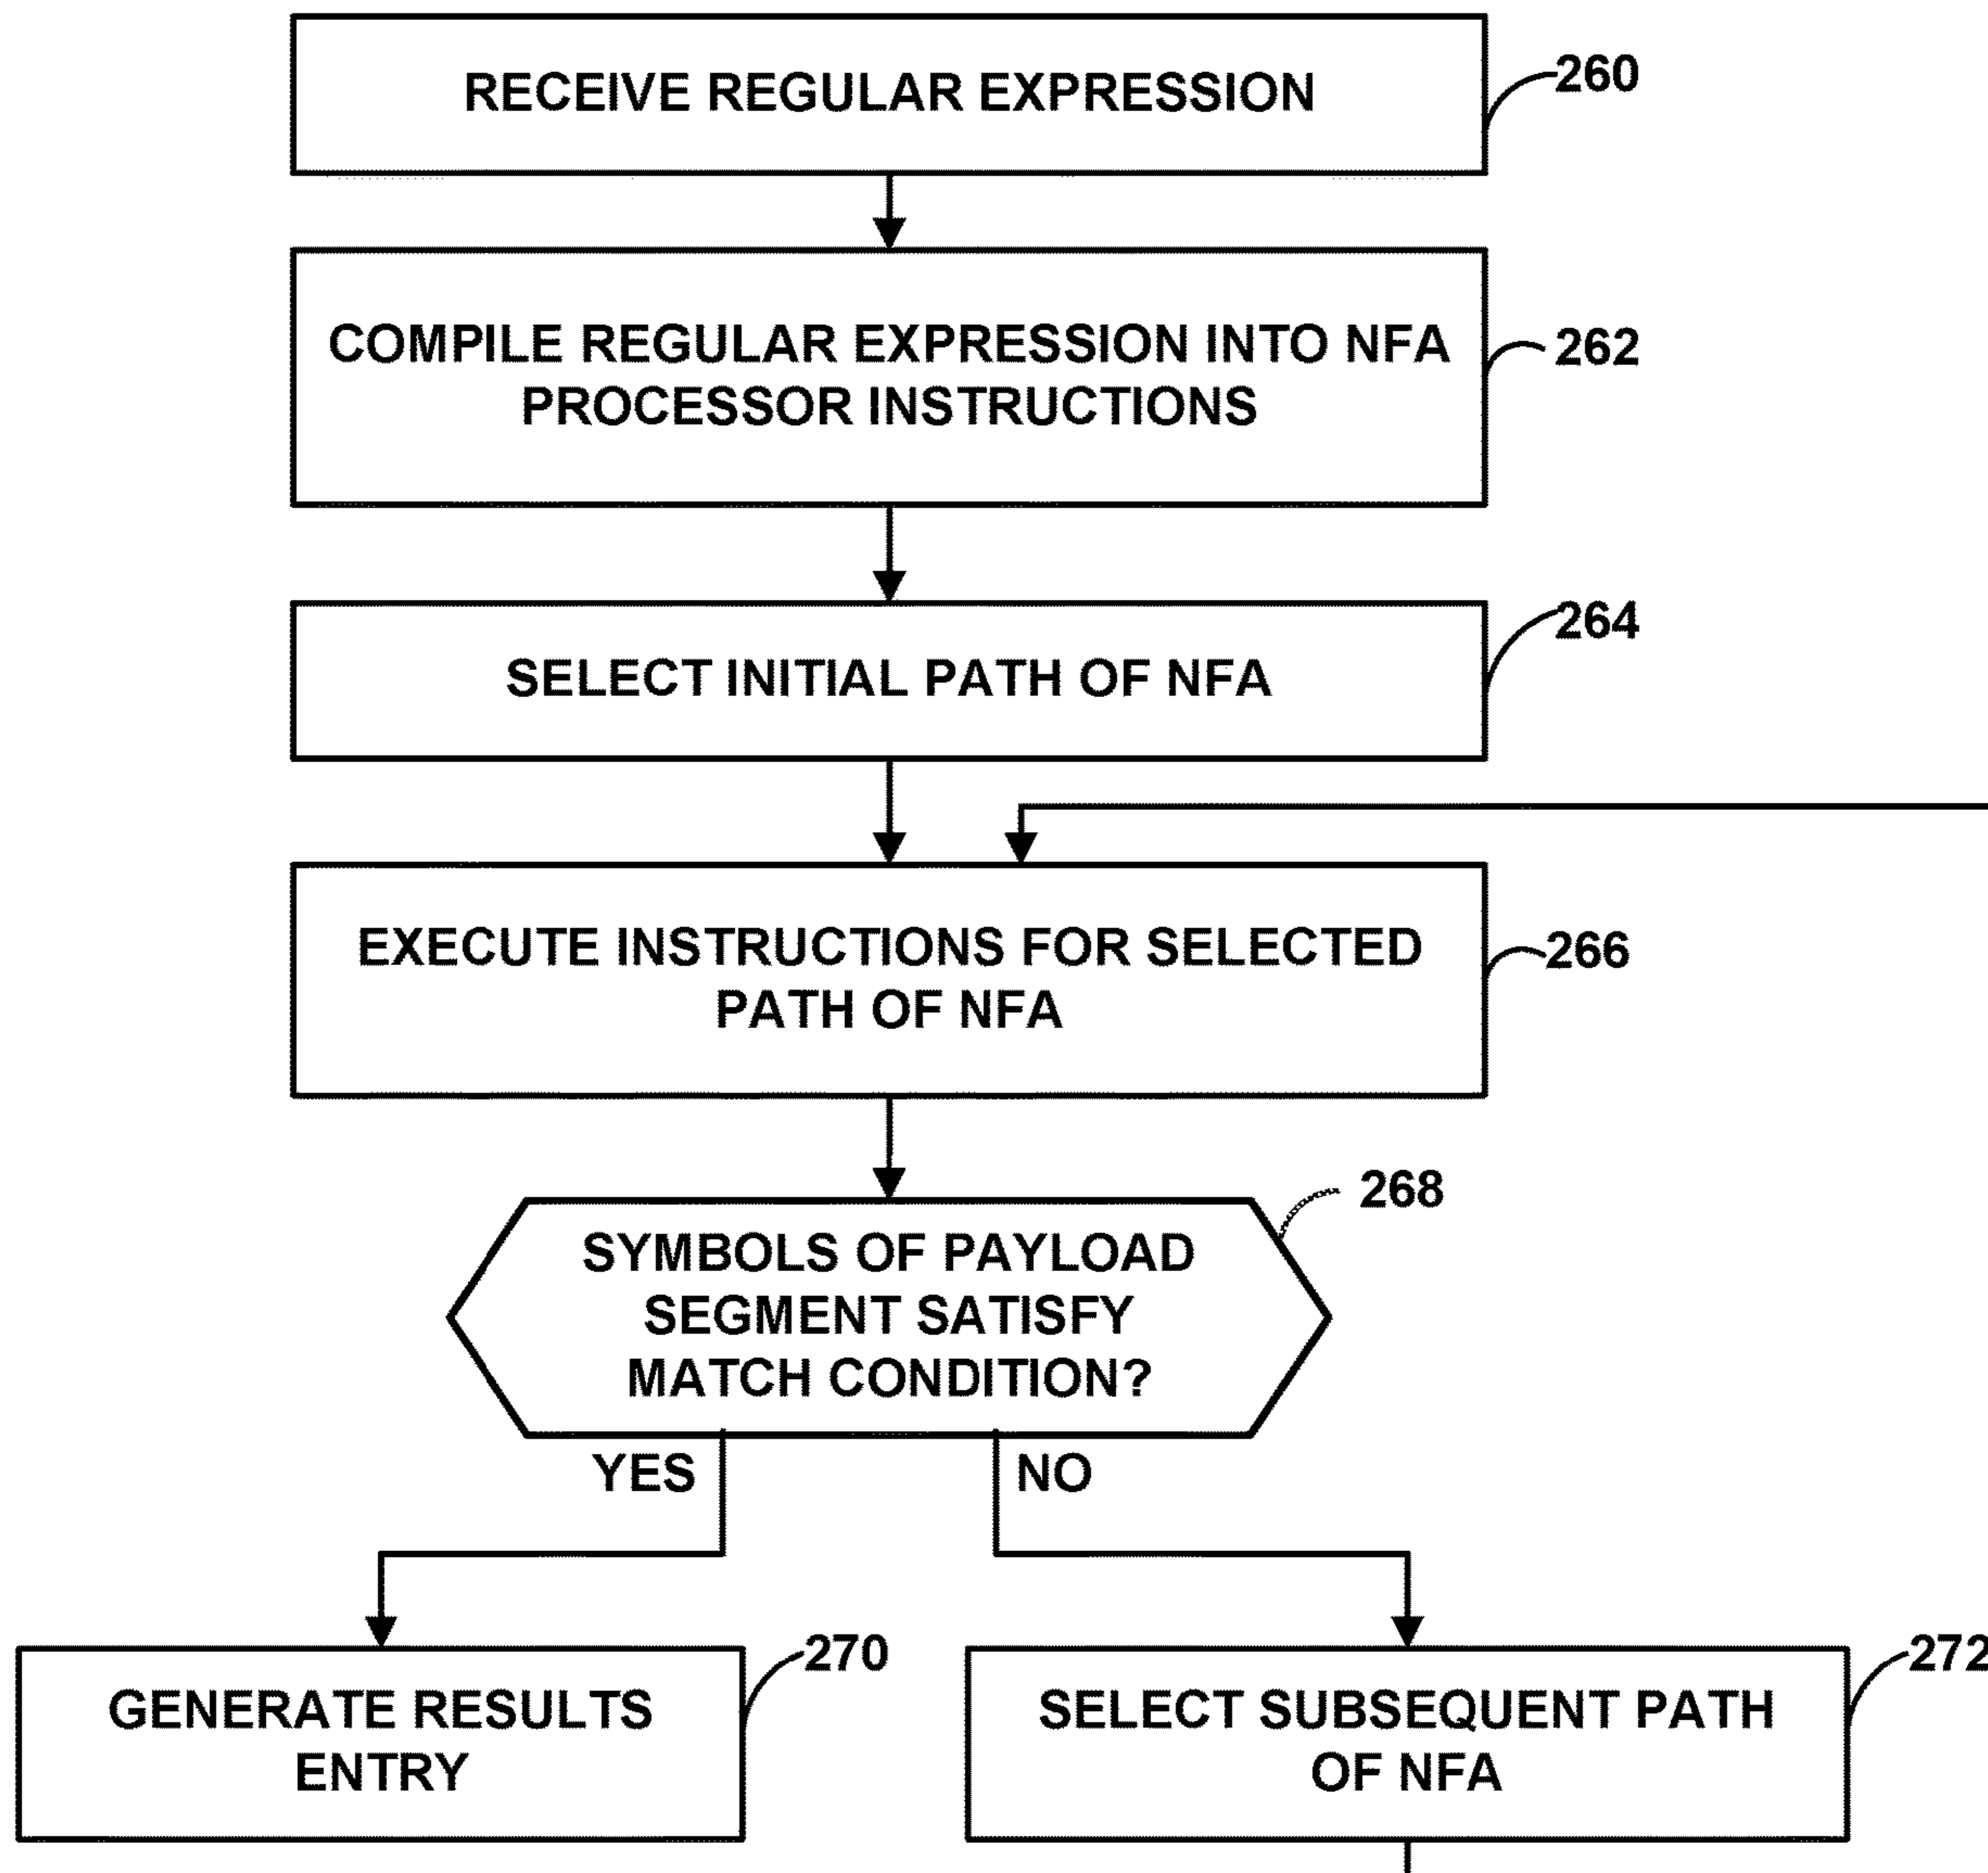 RECEIVE REGULAR EXPRESSION
260
COMPILE REGULAR EXPRESSION INTO NFA
PROCESSOR INSTRUCTIONS
262
SELECT INITIAL PATH OF NFA
264
EXECUTE INSTRUCTIONS FOR SELECTED
PATH OF NFA
266
SYMBOLS OF PAYLOAD
SEGMENT SATISFY
MATCH CONDITION?
268
YES
NO
GENERATE RESULTS
ENTRY
270
SELECT SUBSEQUENT PATH
OF NFA
272